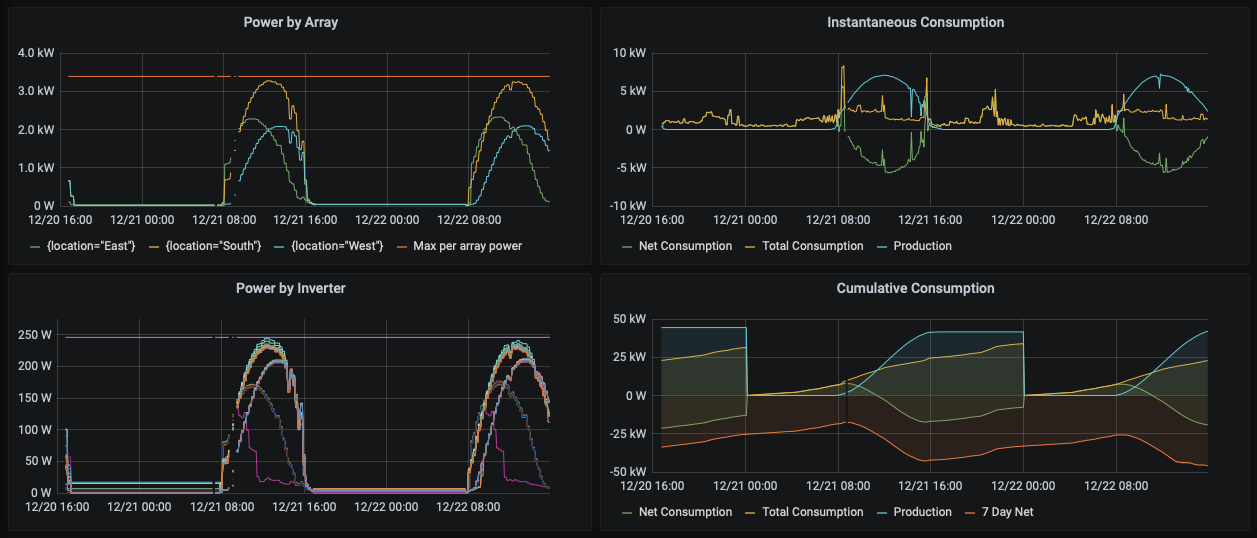 Power by Array
4.0 kW
3.0 kW
2.0 kW
1.0 kW
0 W
12/20 16:00 12/21 00:00 12/21 08:00 12/21 16:00 12/22 00:00 12/22 08:00
{location="East"} {location="South"} {location="West"} Max per array power
Instantaneous Consumption
10 kW
5 kW
0 W
-5 kW
-10 kW
12/20 16:00 12/21 00:00 12/21 08:00 12/21 16:00 12/22 00:00 12/22 08:00
Net Consumption Total Consumption Production
Power by Inverter
250 W
200 W
150 W
100 W
50 W
0 W
12/20 16:00 12/21 00:00 12/21 08:00 12/21 16:00 12/22 00:00 12/22 08:00
Cumulative Consumption
50 kW
25 kW
0 W
-25 kW
-50 kW
12/20 16:00 12/21 00:00 12/21 08:00 12/21 16:00 12/22 00:00 12/22 08:00
Net Consumption Total Consumption Production 7 Day Net